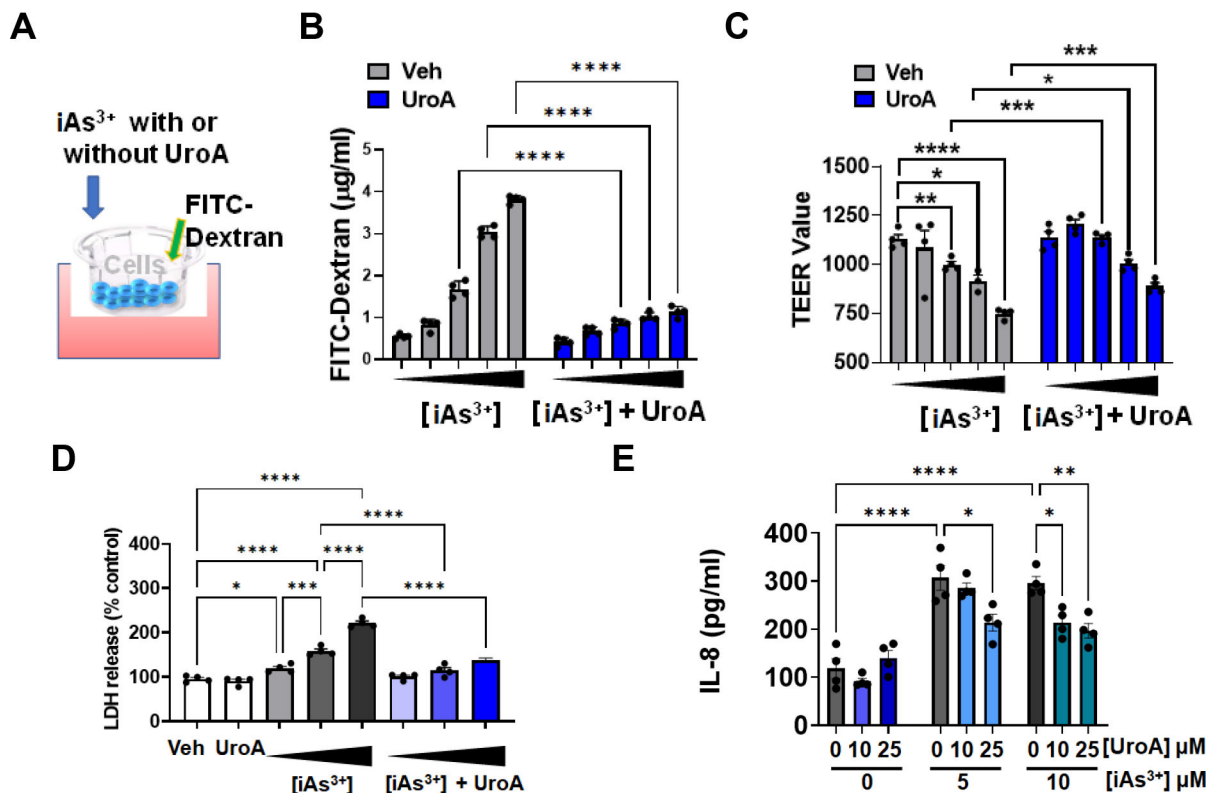 A
iAs³⁺ with or
without UroA
FITC-
Dextran
Cells
B
Veh
UroA
****
****
****
FITC-Dextran (µg/ml)
5
4
3
2
1
0
[iAs³⁺]
[iAs³⁺] + UroA
C
Veh
UroA
***
*
***
****
*
**
TEER Value
1500
1250
1000
750
500
[iAs³⁺]
[iAs³⁺] + UroA
D
****
****
****
****
*
***
****
LDH release (% control)
400
300
200
100
0
Veh UroA
[iAs³⁺]
[iAs³⁺] + UroA
E
****
**
****
*
*
IL-8 (pg/ml)
400
300
200
100
0
0 10 25 0 10 25 0 10 25 [UroA] µM
0 5 10 [iAs³⁺] µM